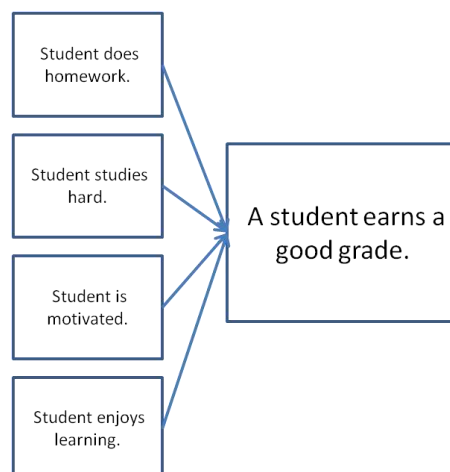 Student does
homework.
Student studies
hard.
Student is
motivated.
Student enjoys
learning.
A student earns a
good grade.